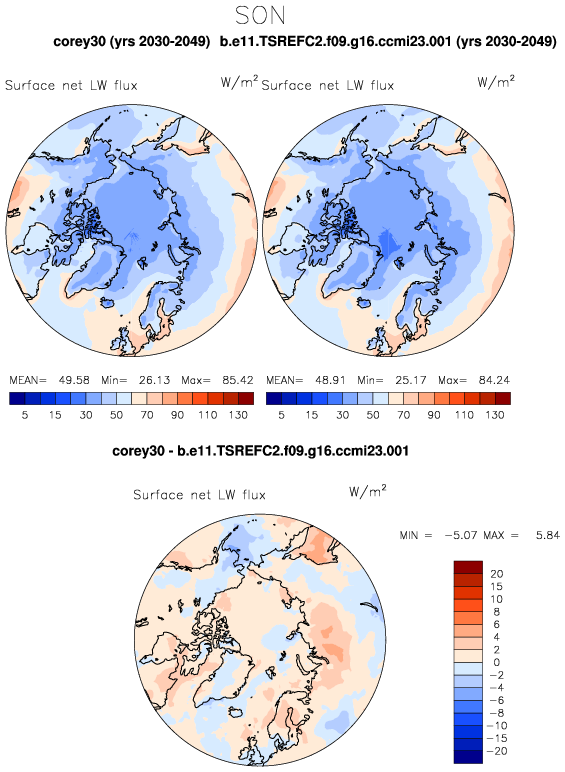 SON
corey30 (yrs 2030-2049) b.e11.TSREFC2.f09.g16.ccmi23.001 (yrs 2030-2049)
Surface net LW flux W/m² Surface net LW flux W/m²
MEAN= 49.58 Min= 26.13 Max= 85.42 MEAN= 48.91 Min= 25.17 Max= 84.24
5 15 30 50 70 90 110 130 5 15 30 50 70 90 110 130
corey30 - b.e11.TSREFC2.f09.g16.ccmi23.001
Surface net LW flux W/m²
MIN = -5.07 MAX = 5.84
20
15
10
8
6
4
2
0
-2
-4
-6
-8
-10
-15
-20